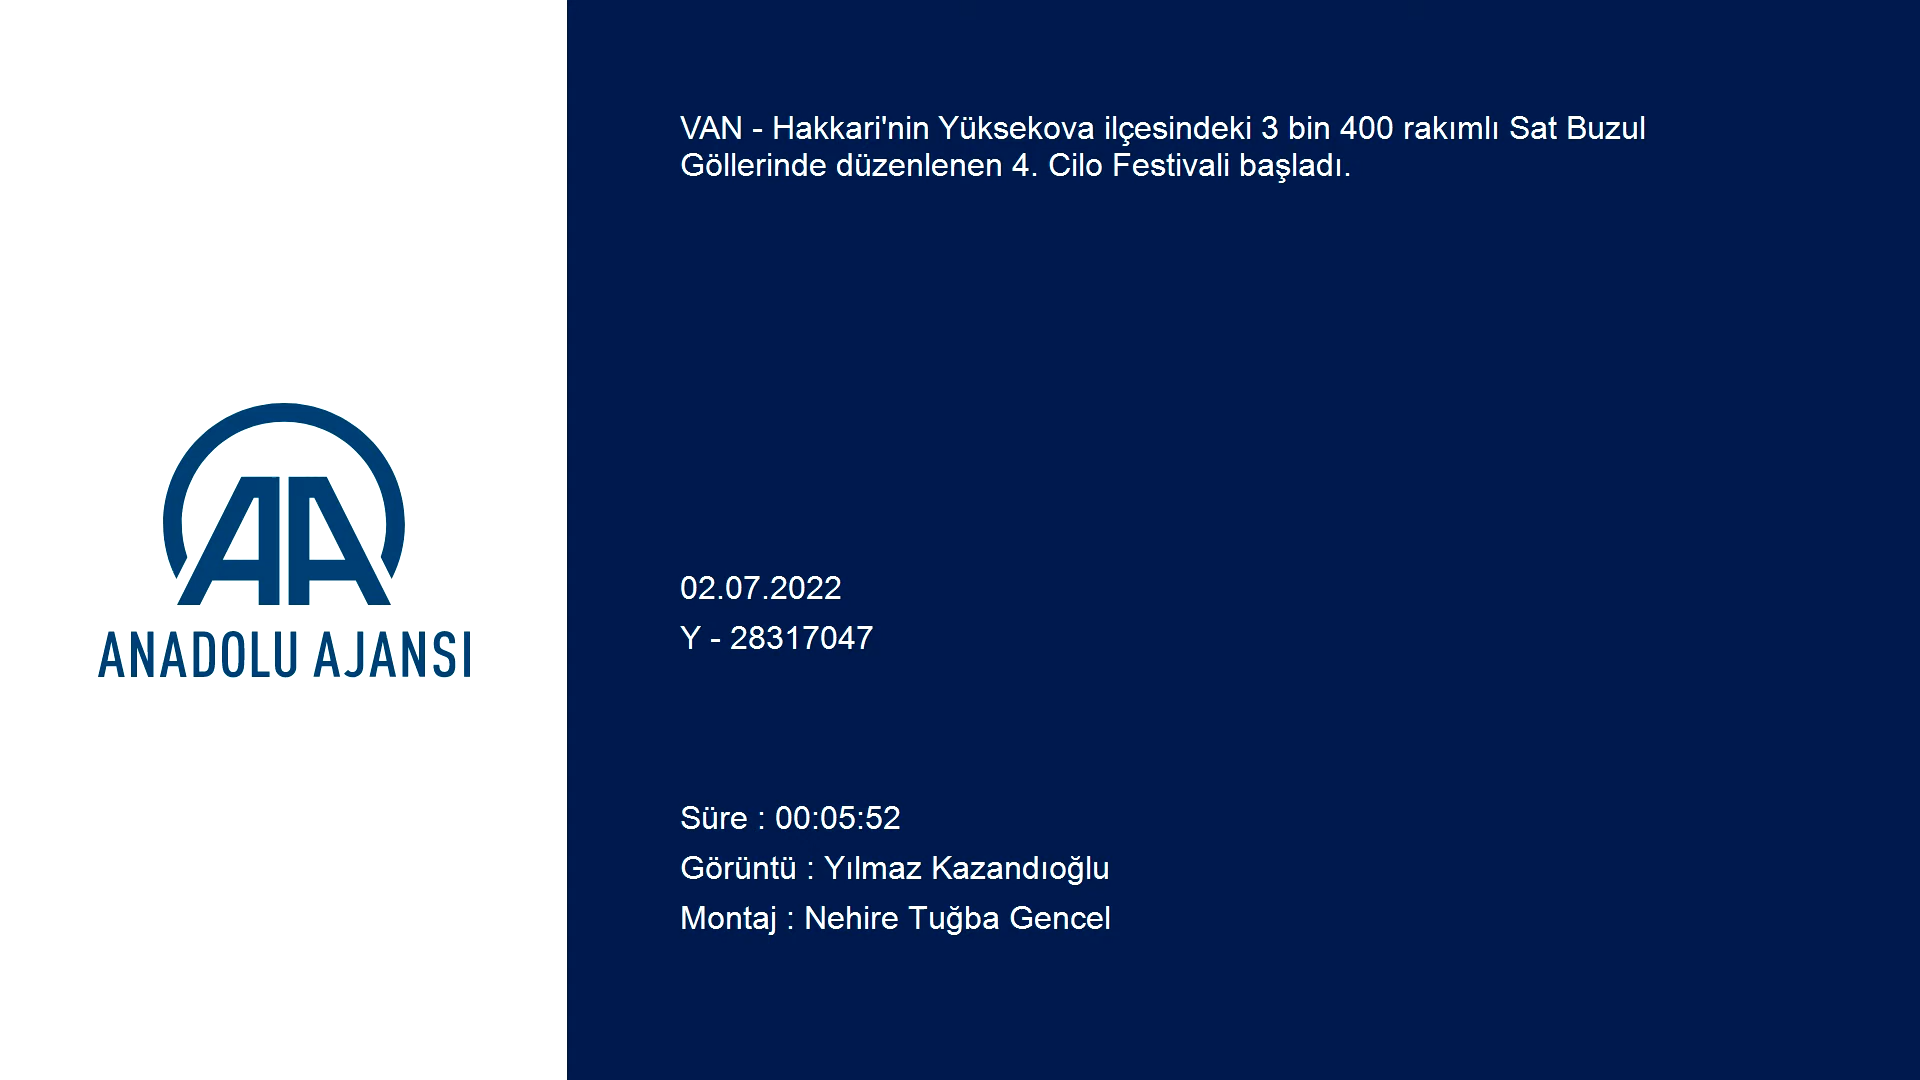 VAN - Hakkari'nin Yüksekova ilçesindeki 3 bin 400 rakımlı Sat Buzul
Göllerinde düzenlenen 4. Cilo Festivali başladı.
AA
ANADOLU AJANSI
02.07.2022
Y - 28317047
Süre : 00:05:52
Görüntü : Yılmaz Kazandıoğlu
Montaj : Nehire Tuğba Gencel